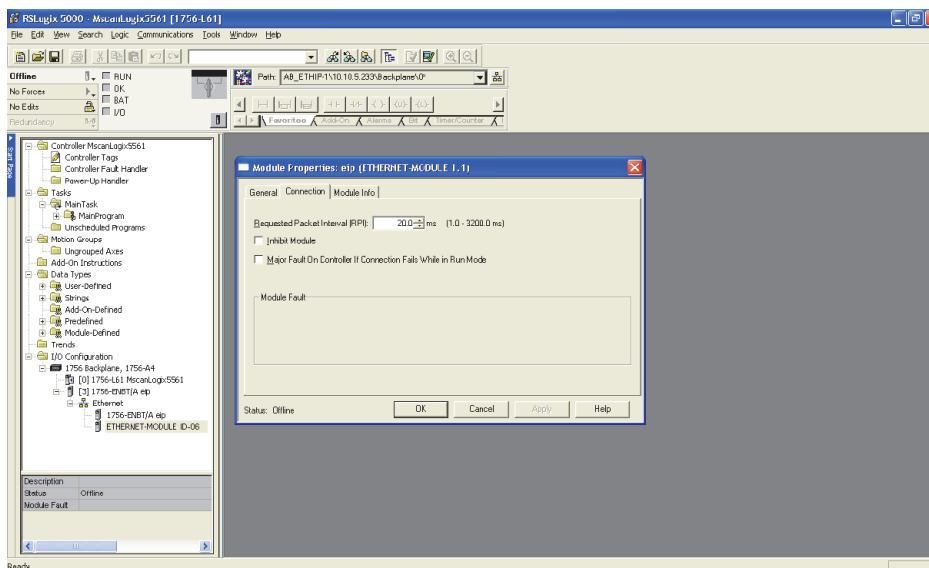 RSLogix 5000 - MscanLogix5561 [1756-L61]
File Edit View Search Logic Communications Tools Window Help
Offline
RUN
No Forces
OK
No Edits
BAT
I/O
Redundancy
Path: AB_ETHIP-1\10.10.5.233\Backplane\0*
Favorites Add-On Alarms Bit Timer/Counter
Start Page
Controller MscanLogix5561
Controller Tags
Controller Fault Handler
Power-Up Handler
Tasks
MainTask
MainProgram
Unscheduled Programs
Motion Groups
Ungrouped Axes
Add-On Instructions
Data Types
User-Defined
Strings
Add-On-Defined
Predefined
Module-Defined
Trends
I/O Configuration
1756 Backplane, 1756-A4
[0] 1756-L61 MscanLogix5561
[3] 1756-ENBT/A eip
Ethernet
1756-ENBT/A eip
ETHERNET-MODULE ID-06
Description
Status Offline
Module Fault
Module Properties: eip (ETHERNET-MODULE 1.1)
General Connection Module Info
Requested Packet Interval (RPI): 20.0 ms (1.0 - 3200.0 ms)
Inhibit Module
Major Fault On Controller If Connection Fails While in Run Mode
Module Fault
Status: Offline
OK Cancel Apply Help
Ready